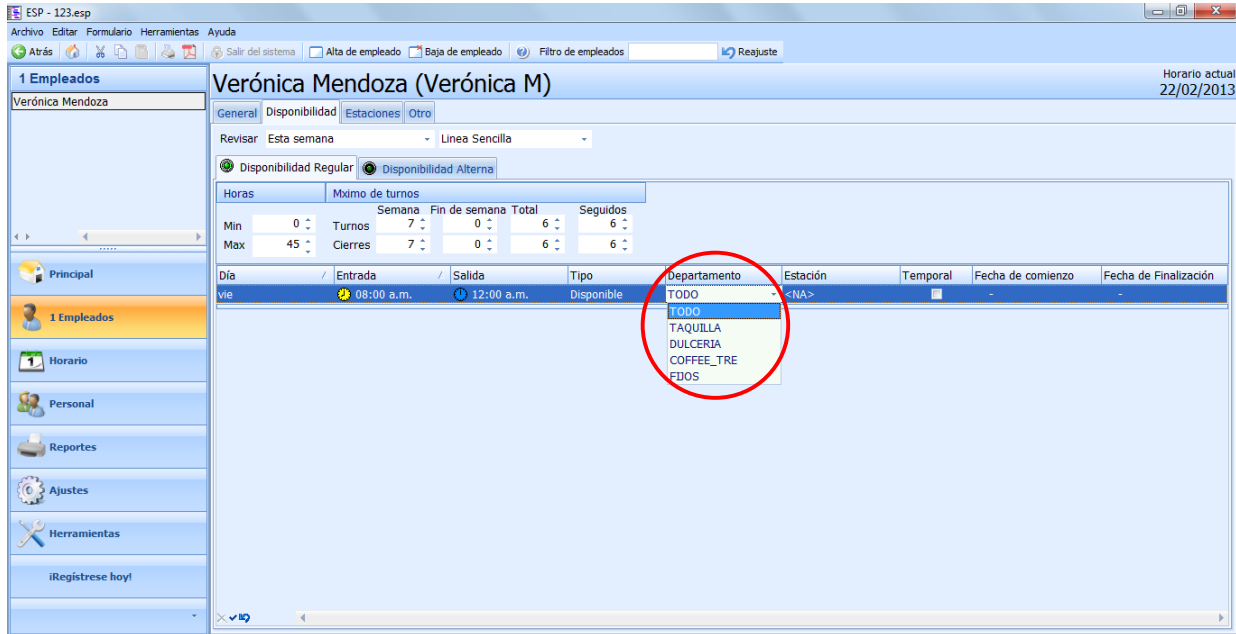 ESP - 123.esp
Archivo Editar Formulario Herramientas Ayuda
Atrás Salir del sistema Alta de empleado Baja de empleado Filtro de empleados Reajuste
1 Empleados
Verónica Mendoza
Verónica Mendoza (Verónica M)
Horario actual
22/02/2013
General Disponibilidad Estaciones Otro
Revisar Esta semana Linea Sencilla
Disponibilidad Regular Disponibilidad Alterna
Horas Mximo de turnos
Semana Fin de semana Total Seguidos
Min 0 Turnos 7 0 6 6
Max 45 Cierres 7 0 6 6
Día Entrada Salida Tipo Departamento Estación Temporal Fecha de comienzo Fecha de Finalización
vie 08:00 a.m. 12:00 a.m. Disponible TODO <NA> - -
TODO
TAQUILLA
DULCERIA
COFFEE_TRE
FIJOS
Principal
1 Empleados
1 Horario
Personal
Reportes
Ajustes
Herramientas
¡Regístrese hoy!